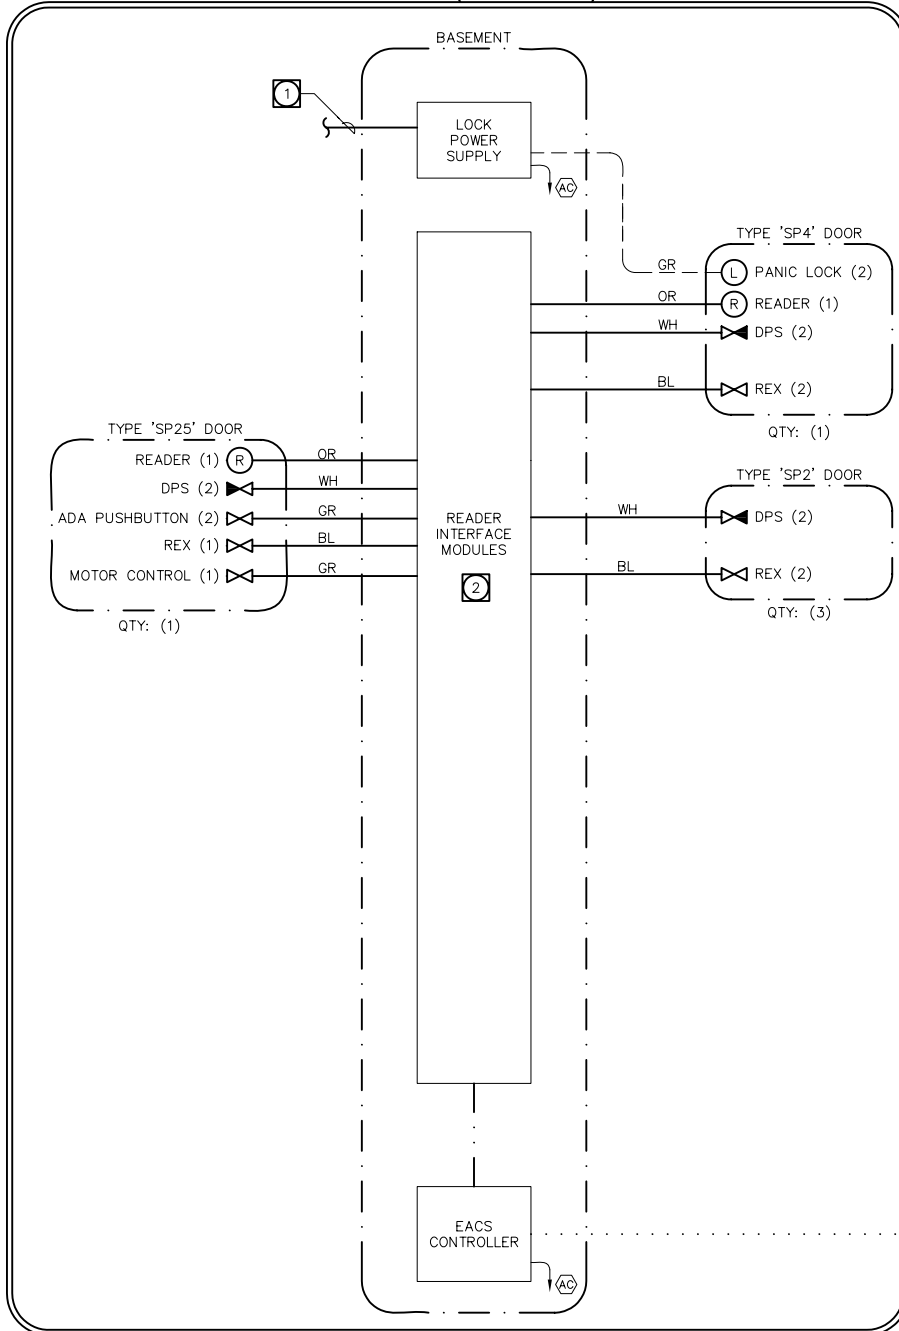 BASEMENT
1
LOCK
POWER
SUPPLY
AC
TYPE 'SP4' DOOR
GR
L PANIC LOCK (2)
OR
R READER (1)
WH
DPS (2)
BL
REX (2)
QTY: (1)
TYPE 'SP25' DOOR
READER (1) R
OR
DPS (2)
WH
ADA PUSHBUTTON (2)
GR
REX (1)
BL
MOTOR CONTROL (1)
GR
QTY: (1)
READER
INTERFACE
MODULES
2
TYPE 'SP2' DOOR
WH
DPS (2)
BL
REX (2)
QTY: (3)
EACS
CONTROLLER
AC